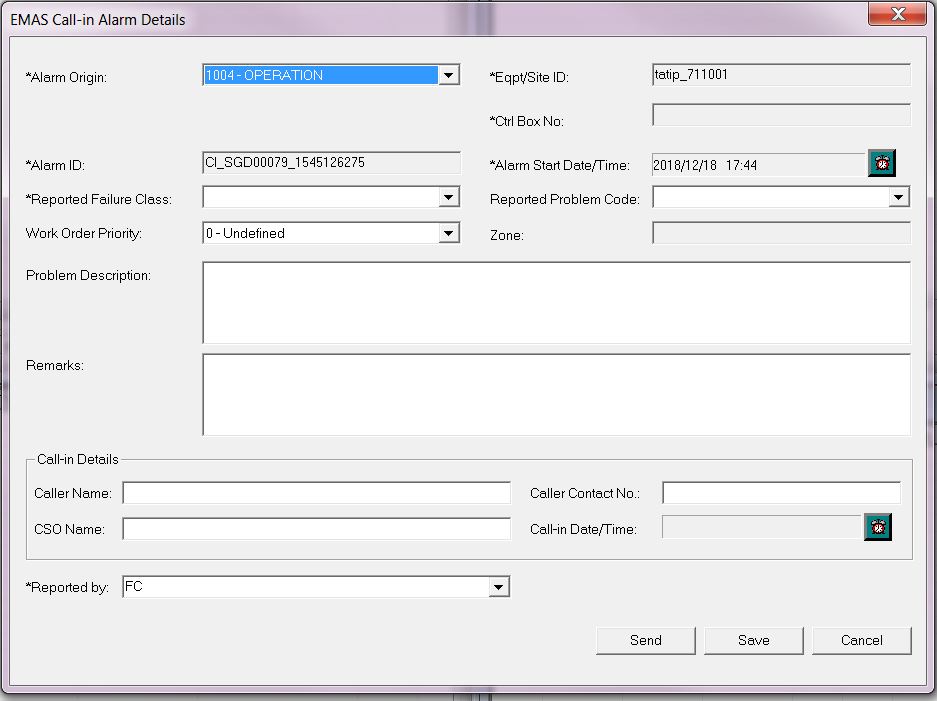 EMAS Call-in Alarm Details
*Alarm Origin: 1004 - OPERATION *Eqpt/Site ID: tatip_711001
*Ctrl Box No:
*Alarm ID: CI_SGD00079_1545126275 *Alarm Start Date/Time: 2018/12/18 17:44
*Reported Failure Class: Reported Problem Code:
Work Order Priority: 0 - Undefined Zone:
Problem Description:
Remarks:
Call-in Details
Caller Name: Caller Contact No.:
CSO Name: Call-in Date/Time:
*Reported by: FC
Send Save Cancel